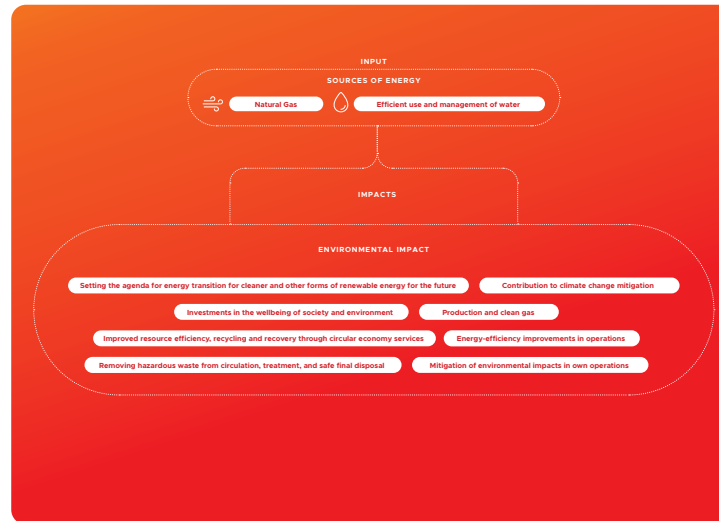 INPUT
SOURCES OF ENERGY
Natural Gas
Efficient use and management of water
IMPACTS
ENVIRONMENTAL IMPACT
Setting the agenda for energy transition for cleaner and other forms of renewable energy for the future
Contribution to climate change mitigation
Investments in the wellbeing of society and environment
Production and clean gas
Improved resource efficiency, recycling and recovery through circular economy services
Energy-efficiency improvements in operations
Removing hazardous waste from circulation, treatment, and safe final disposal
Mitigation of environmental impacts in own operations